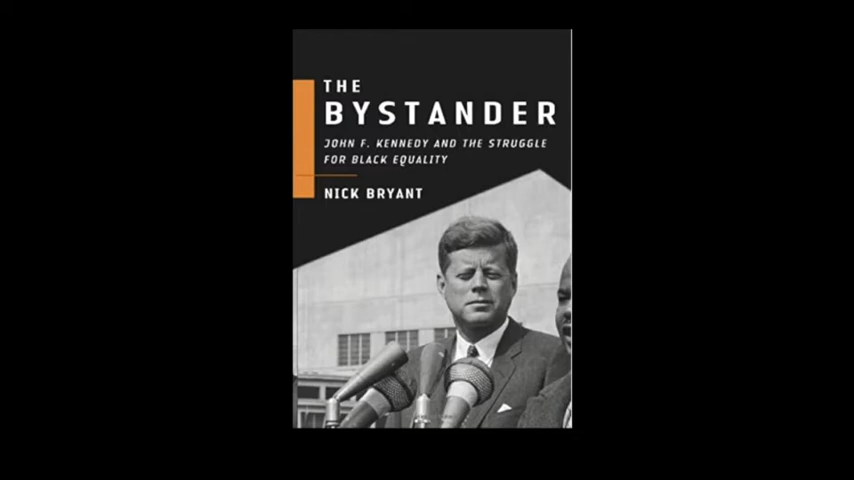 THE
BYSTANDER
JOHN F. KENNEDY AND THE STRUGGLE
FOR BLACK EQUALITY
NICK BRYANT